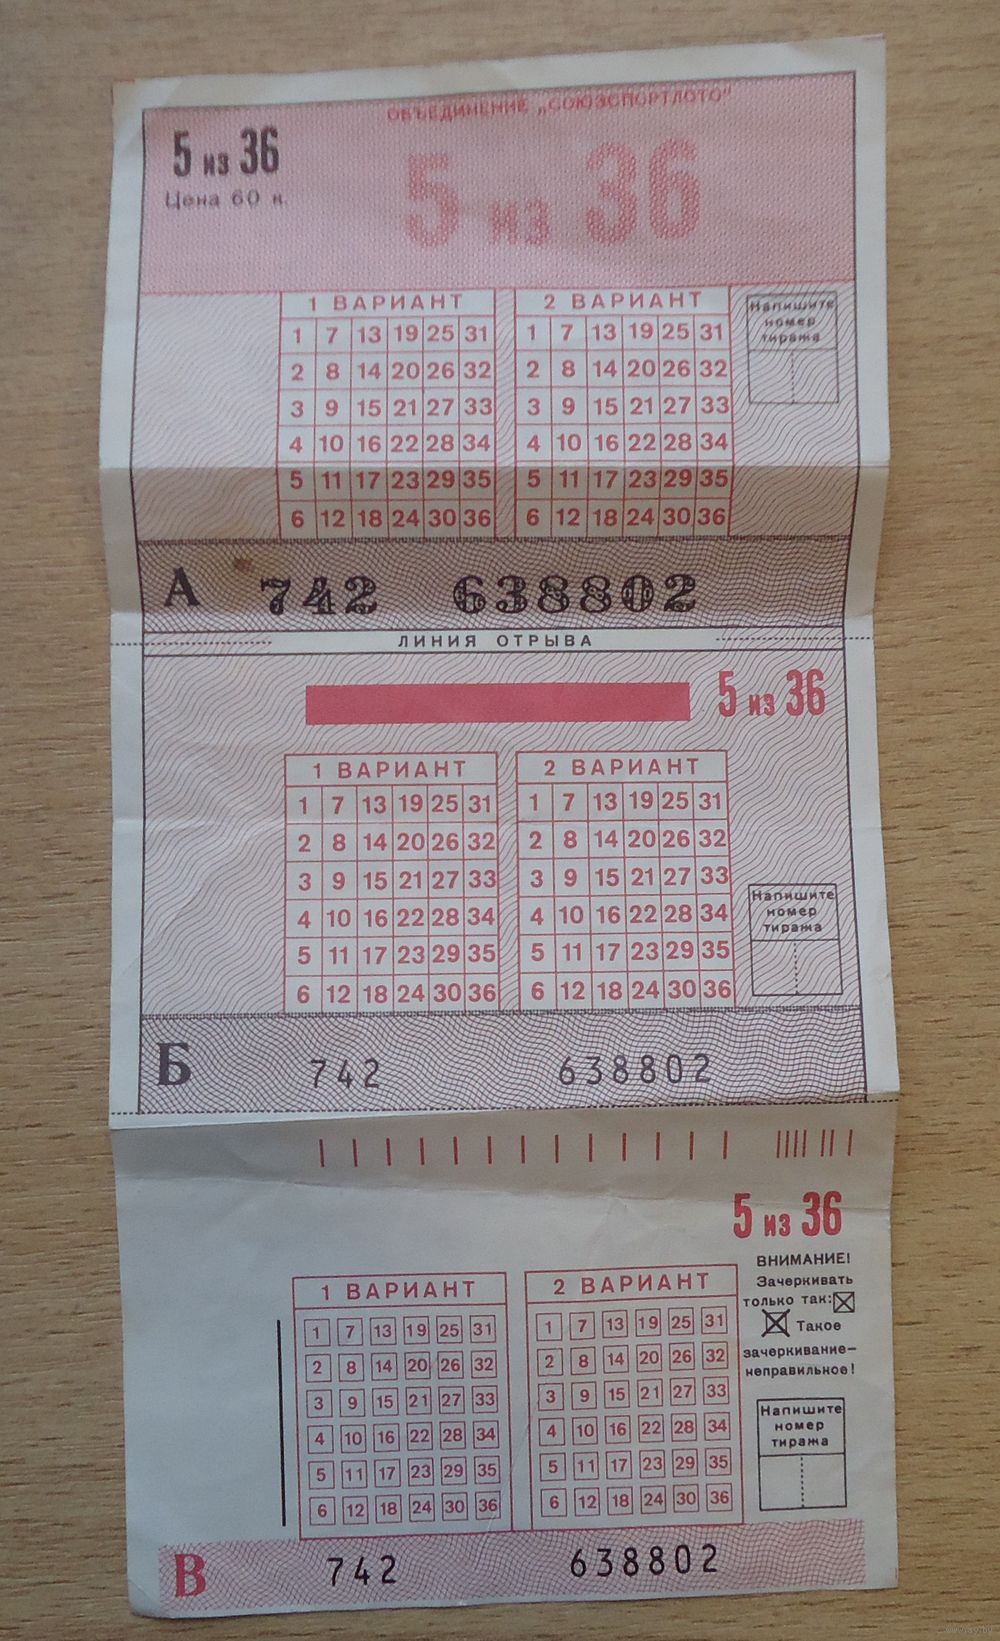 ОБЪЕДИНЕНИЕ „СОЮЗСПОРТЛОТО"
5 из 36
Цена 60 к.
5 из 36
1 ВАРИАНТ
1 7 13 19 25 31
2 8 14 20 26 32
3 9 15 21 27 33
4 10 16 22 28 34
5 11 17 23 29 35
6 12 18 24 30 36
2 ВАРИАНТ
1 7 13 19 25 31
2 8 14 20 26 32
3 9 15 21 27 33
4 10 16 22 28 34
5 11 17 23 29 35
6 12 18 24 30 36
Напишите
номер
тиража
А 742 638802
ЛИНИЯ ОТРЫВА
5 из 36
1 ВАРИАНТ
1 7 13 19 25 31
2 8 14 20 26 32
3 9 15 21 27 33
4 10 16 22 28 34
5 11 17 23 29 35
6 12 18 24 30 36
2 ВАРИАНТ
1 7 13 19 25 31
2 8 14 20 26 32
3 9 15 21 27 33
4 10 16 22 28 34
5 11 17 23 29 35
6 12 18 24 30 36
Напишите
номер
тиража
Б 742 638802
5 из 36
1 ВАРИАНТ
1 7 13 19 25 31
2 8 14 20 26 32
3 9 15 21 27 33
4 10 16 22 28 34
5 11 17 23 29 35
6 12 18 24 30 36
2 ВАРИАНТ
1 7 13 19 25 31
2 8 14 20 26 32
3 9 15 21 27 33
4 10 16 22 28 34
5 11 17 23 29 35
6 12 18 24 30 36
ВНИМАНИЕ!
Зачеркивать
только так:
Такое
зачеркивание–
неправильное!
Напишите
номер
тиража
В 742 638802